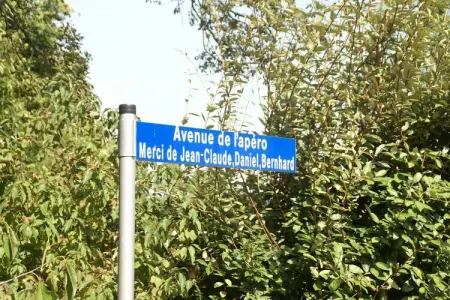 Avenue de l'apéro
Merci de Jean-Claude,Daniel,Bernhard